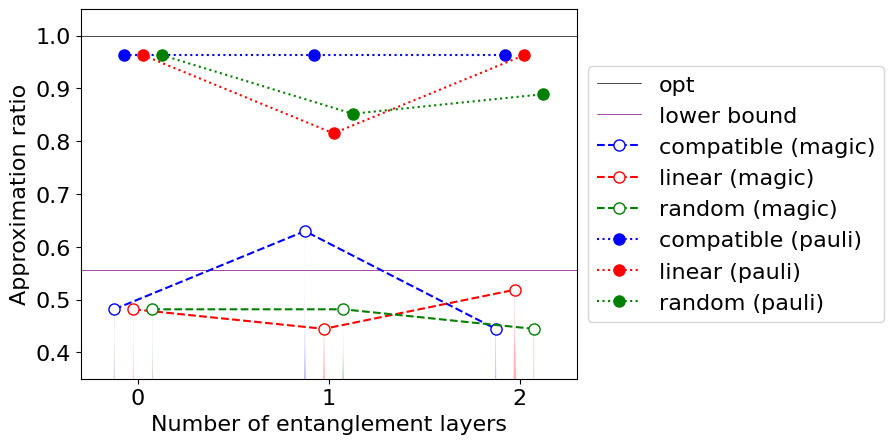 1.0
0.9
0.8
0.7
0.6
0.5
0.4
Approximation ratio
0
1
2
Number of entanglement layers
opt
lower bound
compatible (magic)
linear (magic)
random (magic)
compatible (pauli)
linear (pauli)
random (pauli)